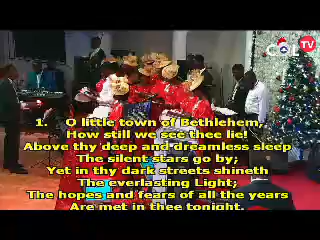 COL TV
1. O little town of Bethlehem,
How still we see thee lie!
Above thy deep and dreamless sleep
The silent stars go by;
Yet in thy dark streets shineth
The everlasting Light;
The hopes and fears of all the years
Are met in thee tonight.